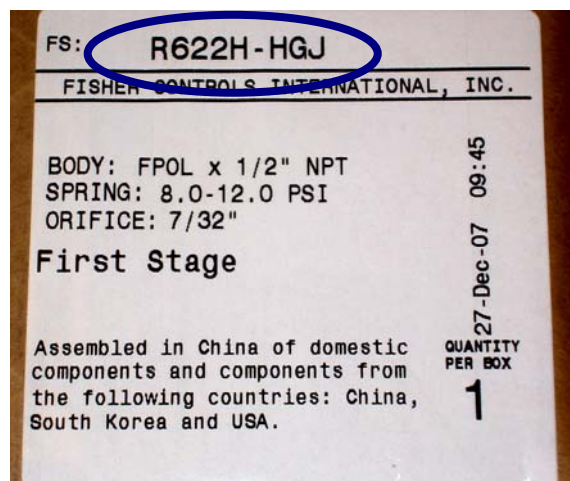 FS: R622H-HGJ
FISHER CONTROLS INTERNATIONAL, INC.
BODY: FPOL x 1/2" NPT
SPRING: 8.0-12.0 PSI
ORIFICE: 7/32"
First Stage
27-Dec-07 09:45
Assembled in China of domestic
components and components from
the following countries: China,
South Korea and USA.
QUANTITY
PER BOX
1